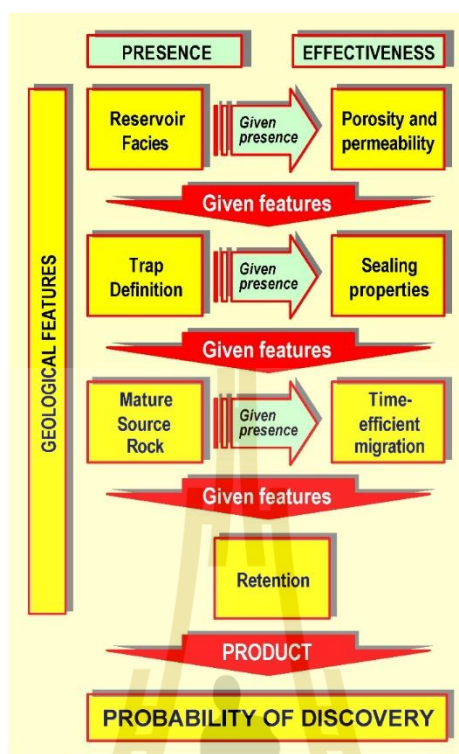 PRESENCE
EFFECTIVENESS
GEOLOGICAL FEATURES
Reservoir
Facies
Given
presence
Porosity and
permeability
Given features
Trap
Definition
Given
presence
Sealing
properties
Given features
Mature
Source
Rock
Given
presence
Time-
efficient
migration
Given features
Retention
PRODUCT
PROBABILITY OF DISCOVERY